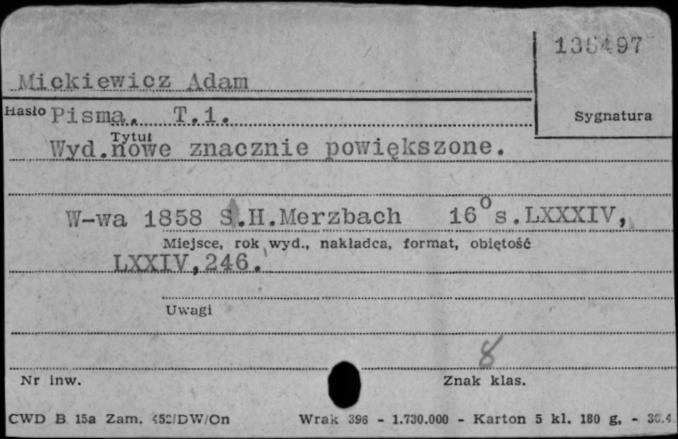 135497
Mickiewicz Adam
Hasło Pisma. T.1. Sygnatura
Tytuł
Wyd.nowe znacznie powiększone.
W-wa 1858 S.H.Merzbach 16° s.LXXXIV,
Miejsce, rok wyd., nakładca, format, objętość
LXXIV,246.
Uwagi
8
Nr inw. Znak klas.
CWD B 15a Zam. /DW/On Wrak 396 - 1.730.000 - Karton 5 kl. 180 g, -